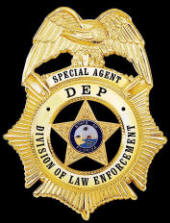 SPECIAL AGENT
DEP
DIVISION OF LAW ENFORCEMENT